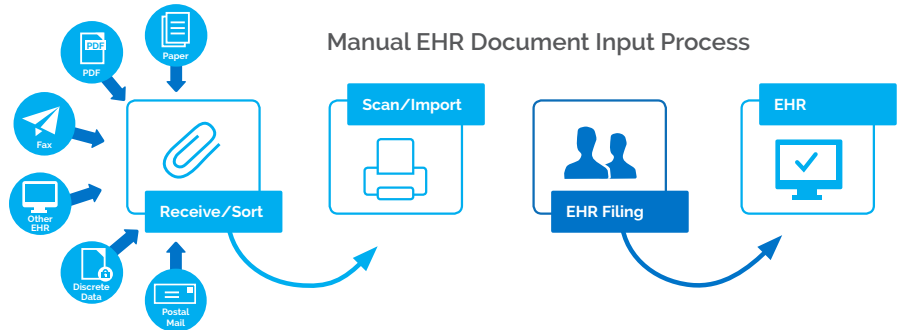 Manual EHR Document Input Process
PDF
PDF
Paper
Fax
Other
EHR
Discrete
Data
Postal
Mail
Receive/Sort
Scan/Import
EHR Filing
EHR